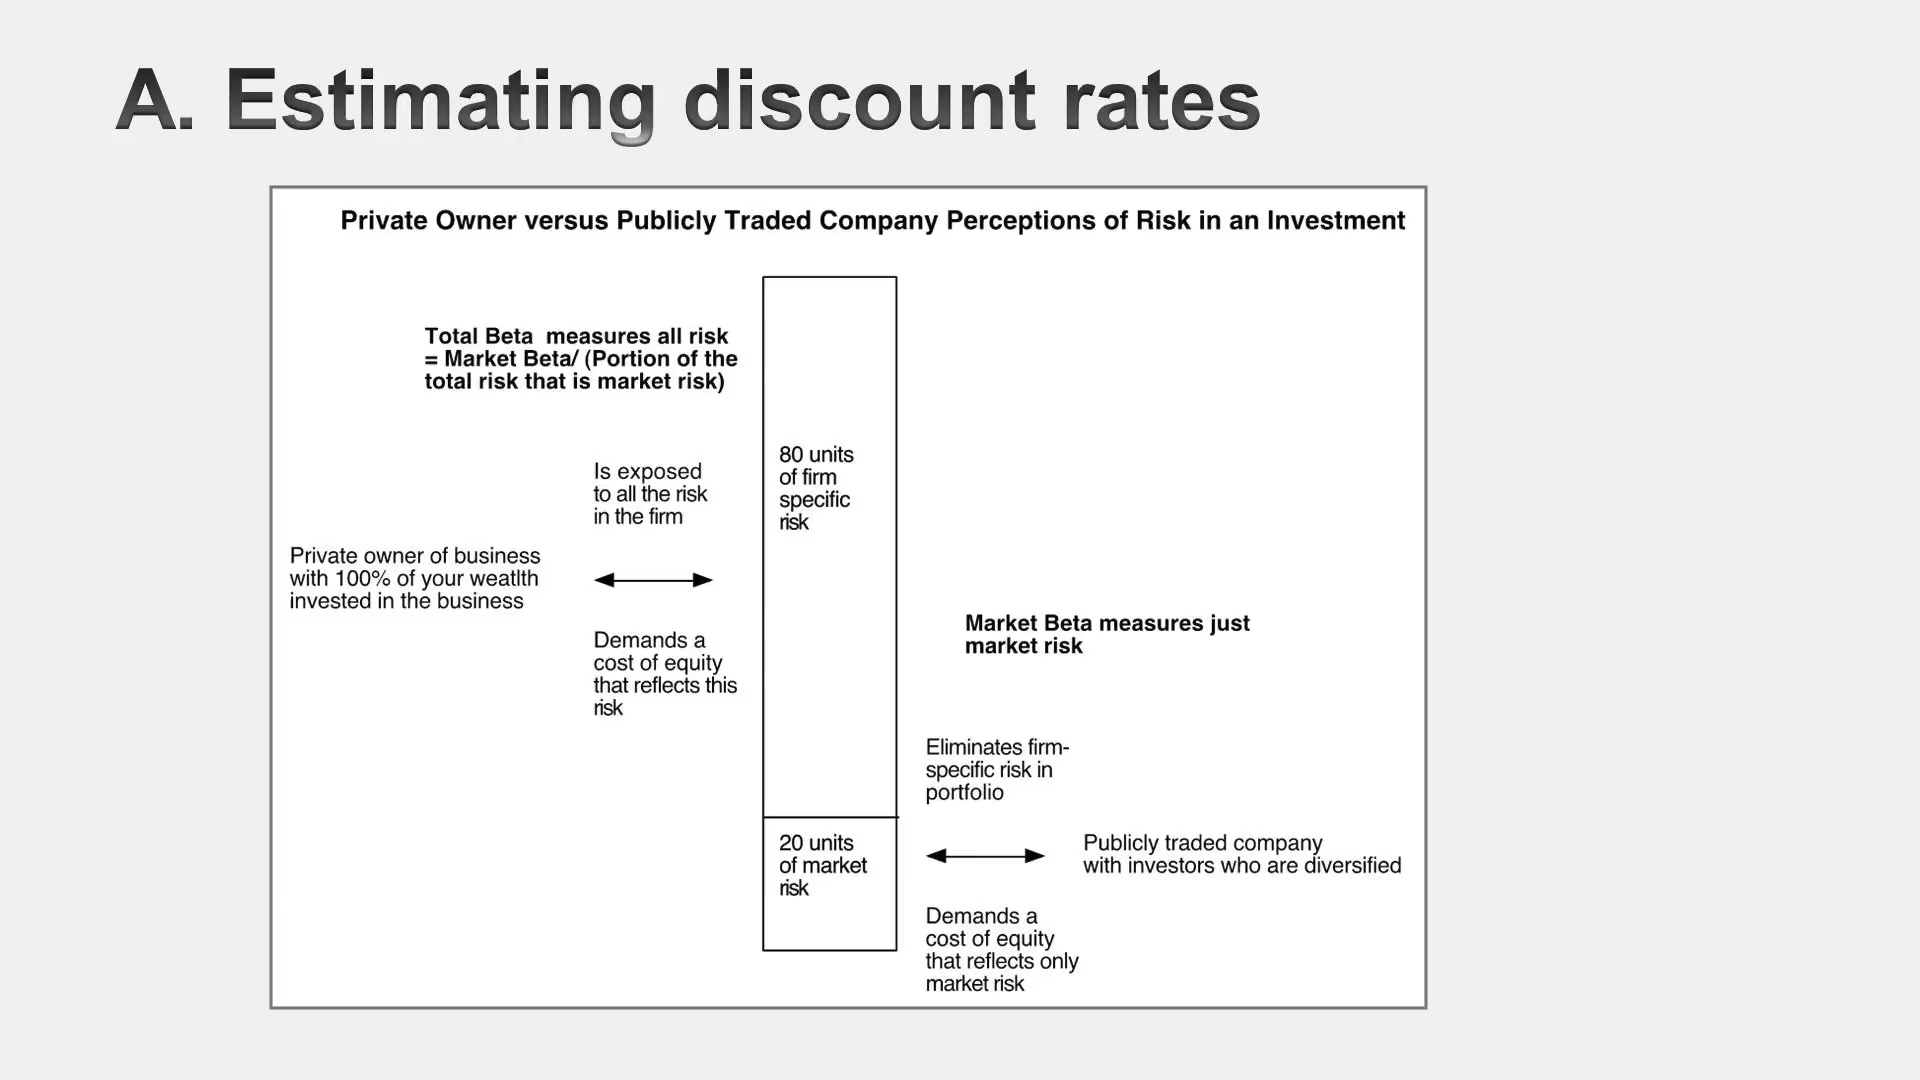 A. Estimating discount rates
Private Owner versus Publicly Traded Company Perceptions of Risk in an Investment
Total Beta  measures all risk
= Market Beta/ (Portion of the
total risk that is market risk)
80 units
of firm
specific
risk
Is exposed
to all the risk
in the firm
Private owner of business
with 100% of your weatlth
invested in the business
Demands a
cost of equity
that reflects this
risk
Market Beta measures just
market risk
Eliminates firm-
specific risk in
portfolio
20 units
of market
risk
Publicly traded company
with investors who are diversified
Demands a
cost of equity
that reflects only
market risk